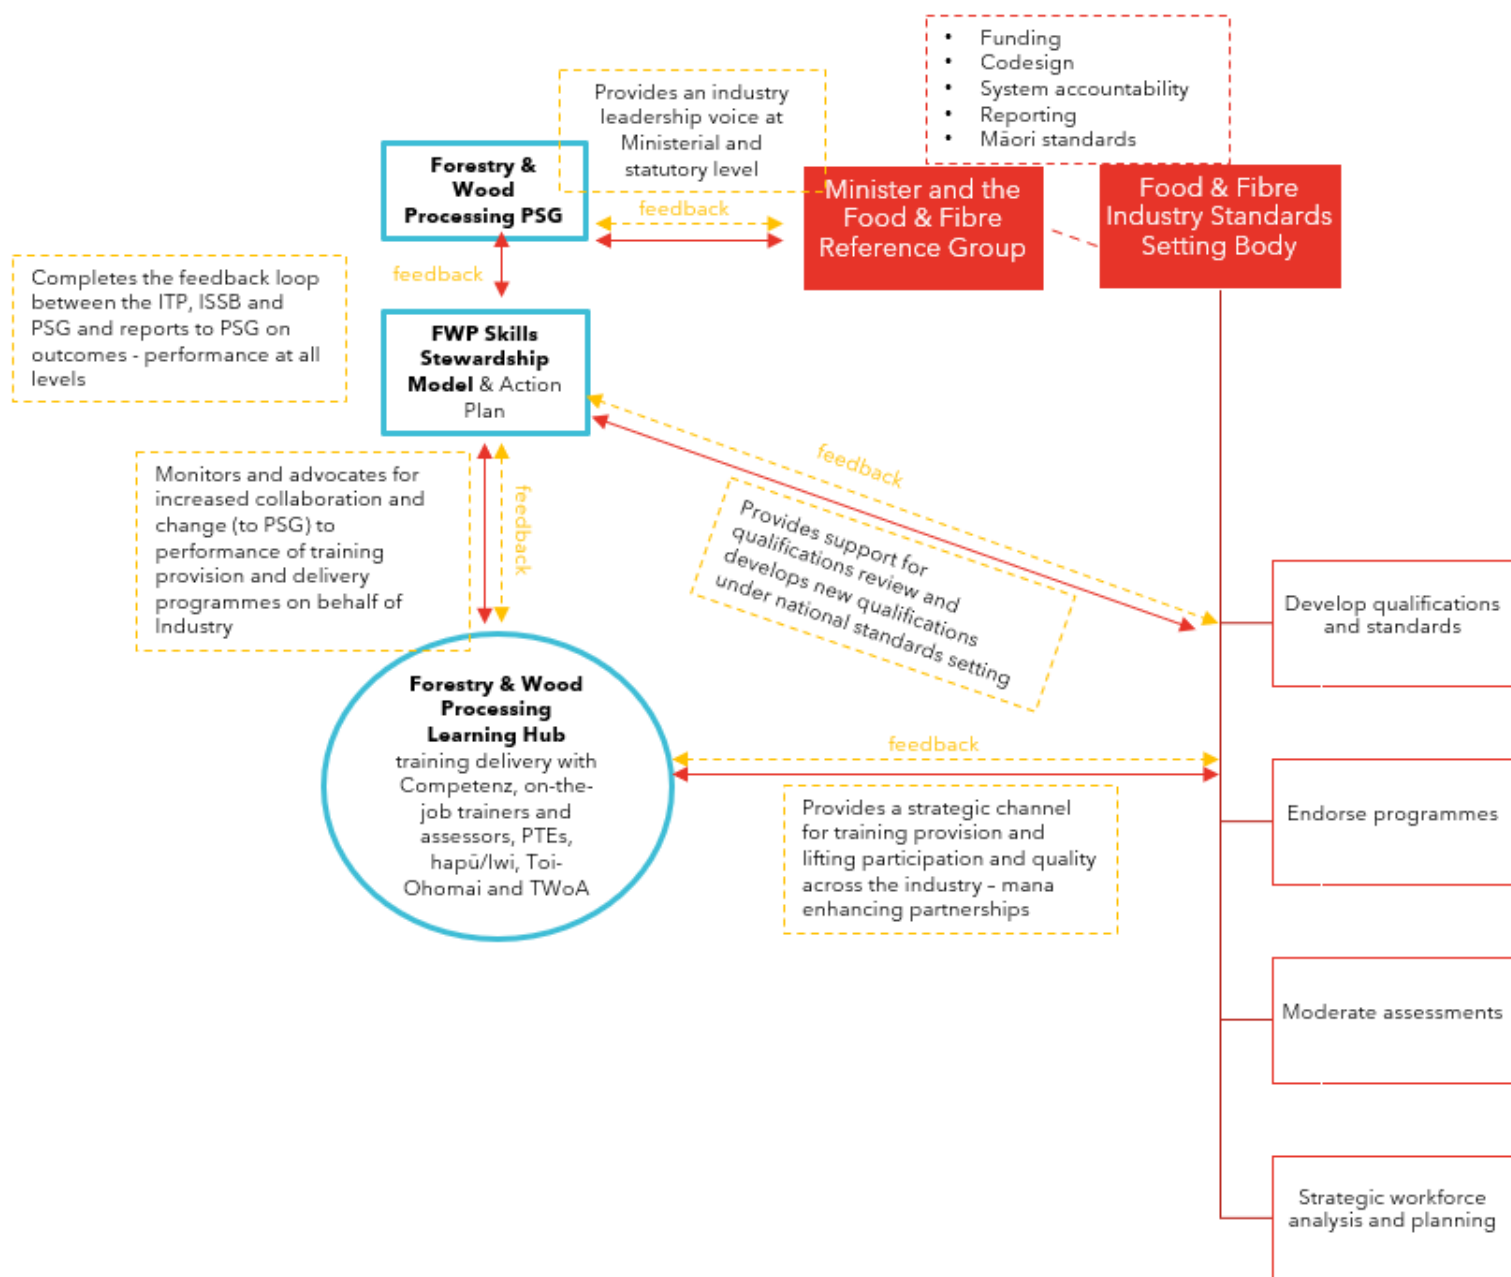 • Funding
• Codesign
• System accountability
• Reporting
• Māori standards
Provides an industry
leadership voice at
Ministerial and
statutory level
Forestry &
Wood
Processing PSG
feedback
Minister and the
Food & Fibre
Reference Group
Food & Fibre
Industry Standards
Setting Body
feedback
Completes the feedback loop
between the ITP, ISSB and
PSG and reports to PSG on
outcomes - performance at all
levels
FWP Skills
Stewardship
Model & Action
Plan
feedback
Monitors and advocates for
increased collaboration and
change (to PSG) to
performance of training
provision and delivery
programmes on behalf of
Industry
feedback
Provides support for
qualifications review and
develops new qualifications
under national standards setting
Develop qualifications
and standards
Forestry & Wood
Processing
Learning Hub
training delivery with
Competenz, on-the-
job trainers and
assessors, PTEs,
hapū/Iwi, Toi-
Ohomai and TWoA
feedback
Provides a strategic channel
for training provision and
lifting participation and quality
across the industry – mana
enhancing partnerships
Endorse programmes
Moderate assessments
Strategic workforce
analysis and planning